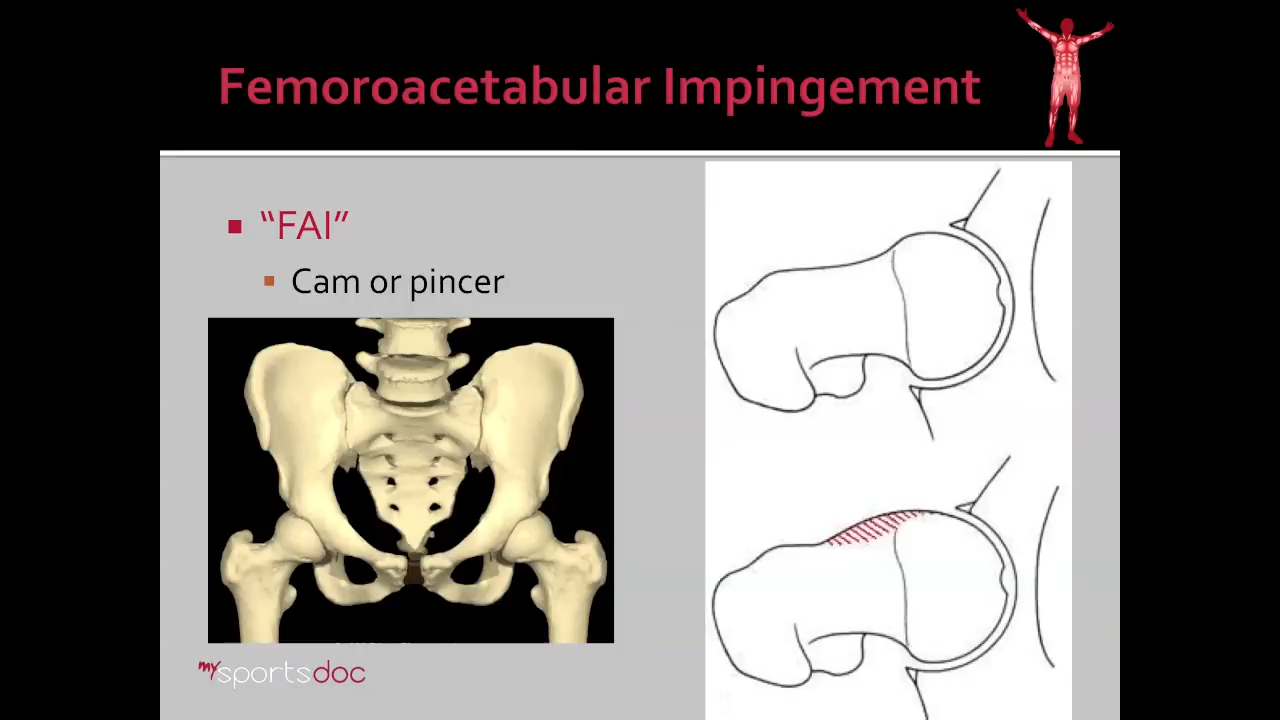 Femoroacetabular Impingement
“FAI”
Cam or pincer
mysportsdoc